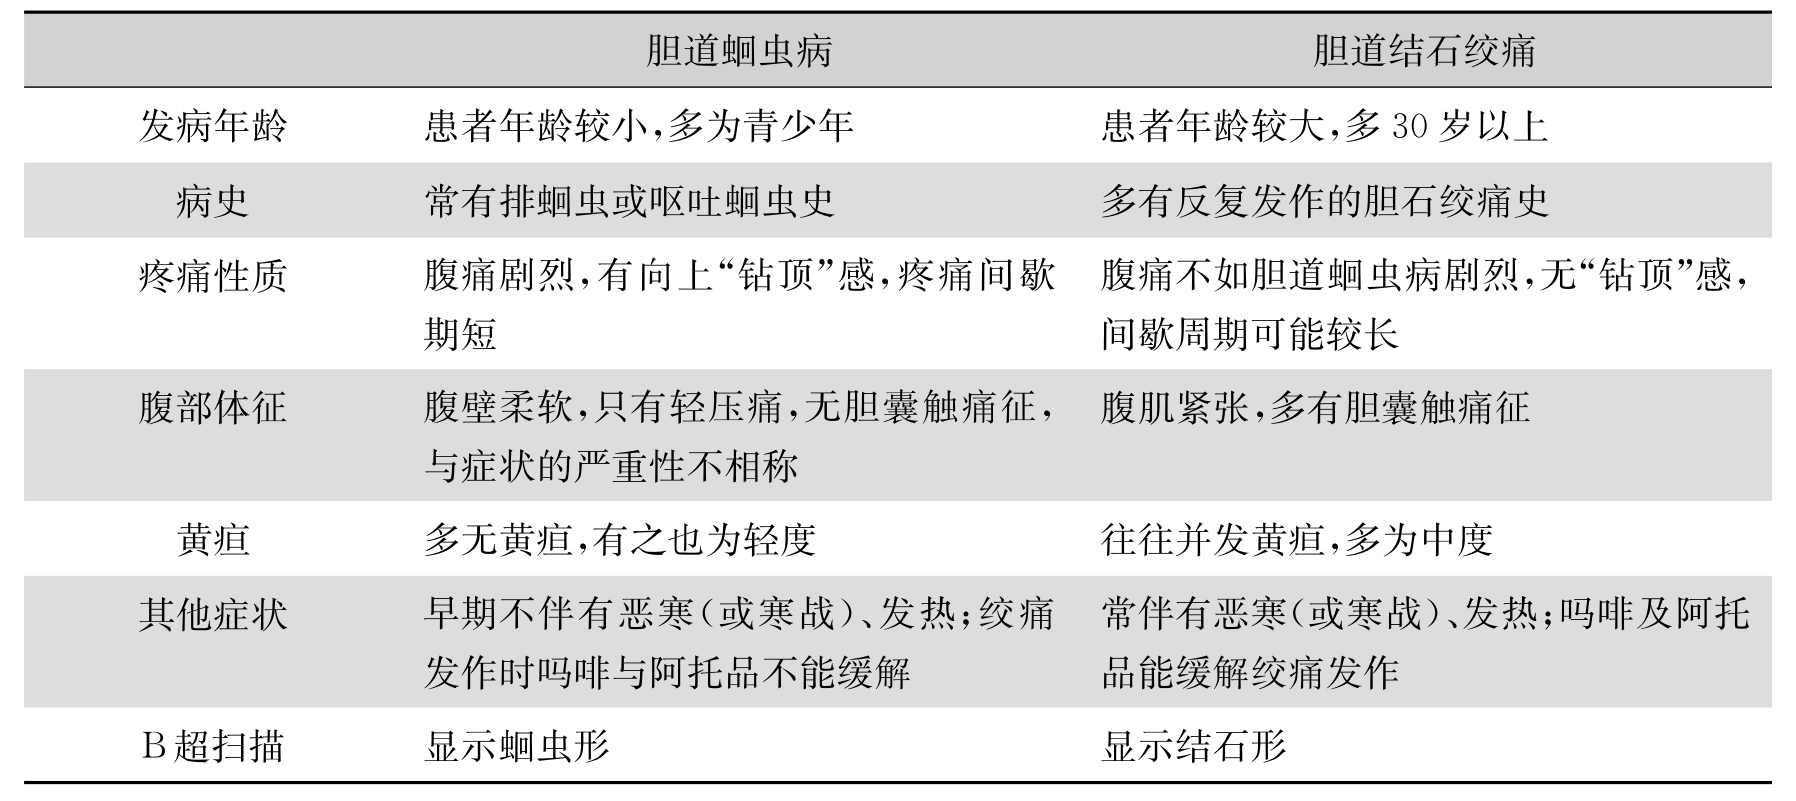 胆道蛔虫病 胆道结石绞痛
发病年龄 患者年龄较小,多为青少年 患者年龄较大,多30岁以上
病史 常有排蛔虫或呕吐蛔虫史 多有反复发作的胆石绞痛史
疼痛性质 腹痛剧烈,有向上“钻顶”感,疼痛间歇 腹痛不如胆道蛔虫病剧烈,无“钻顶”感,
期短 间歇周期可能较长
腹部体征 腹壁柔软,只有轻压痛,无胆囊触痛征, 腹肌紧张,多有胆囊触痛征
与症状的严重性不相称
黄疸 多无黄疸,有之也为轻度 往往并发黄疸,多为中度
其他症状 早期不伴有恶寒(或寒战)、发热;绞痛 常伴有恶寒(或寒战)、发热;吗啡及阿托
发作时吗啡与阿托品不能缓解 品能缓解绞痛发作
B超扫描 显示蛔虫形 显示结石形